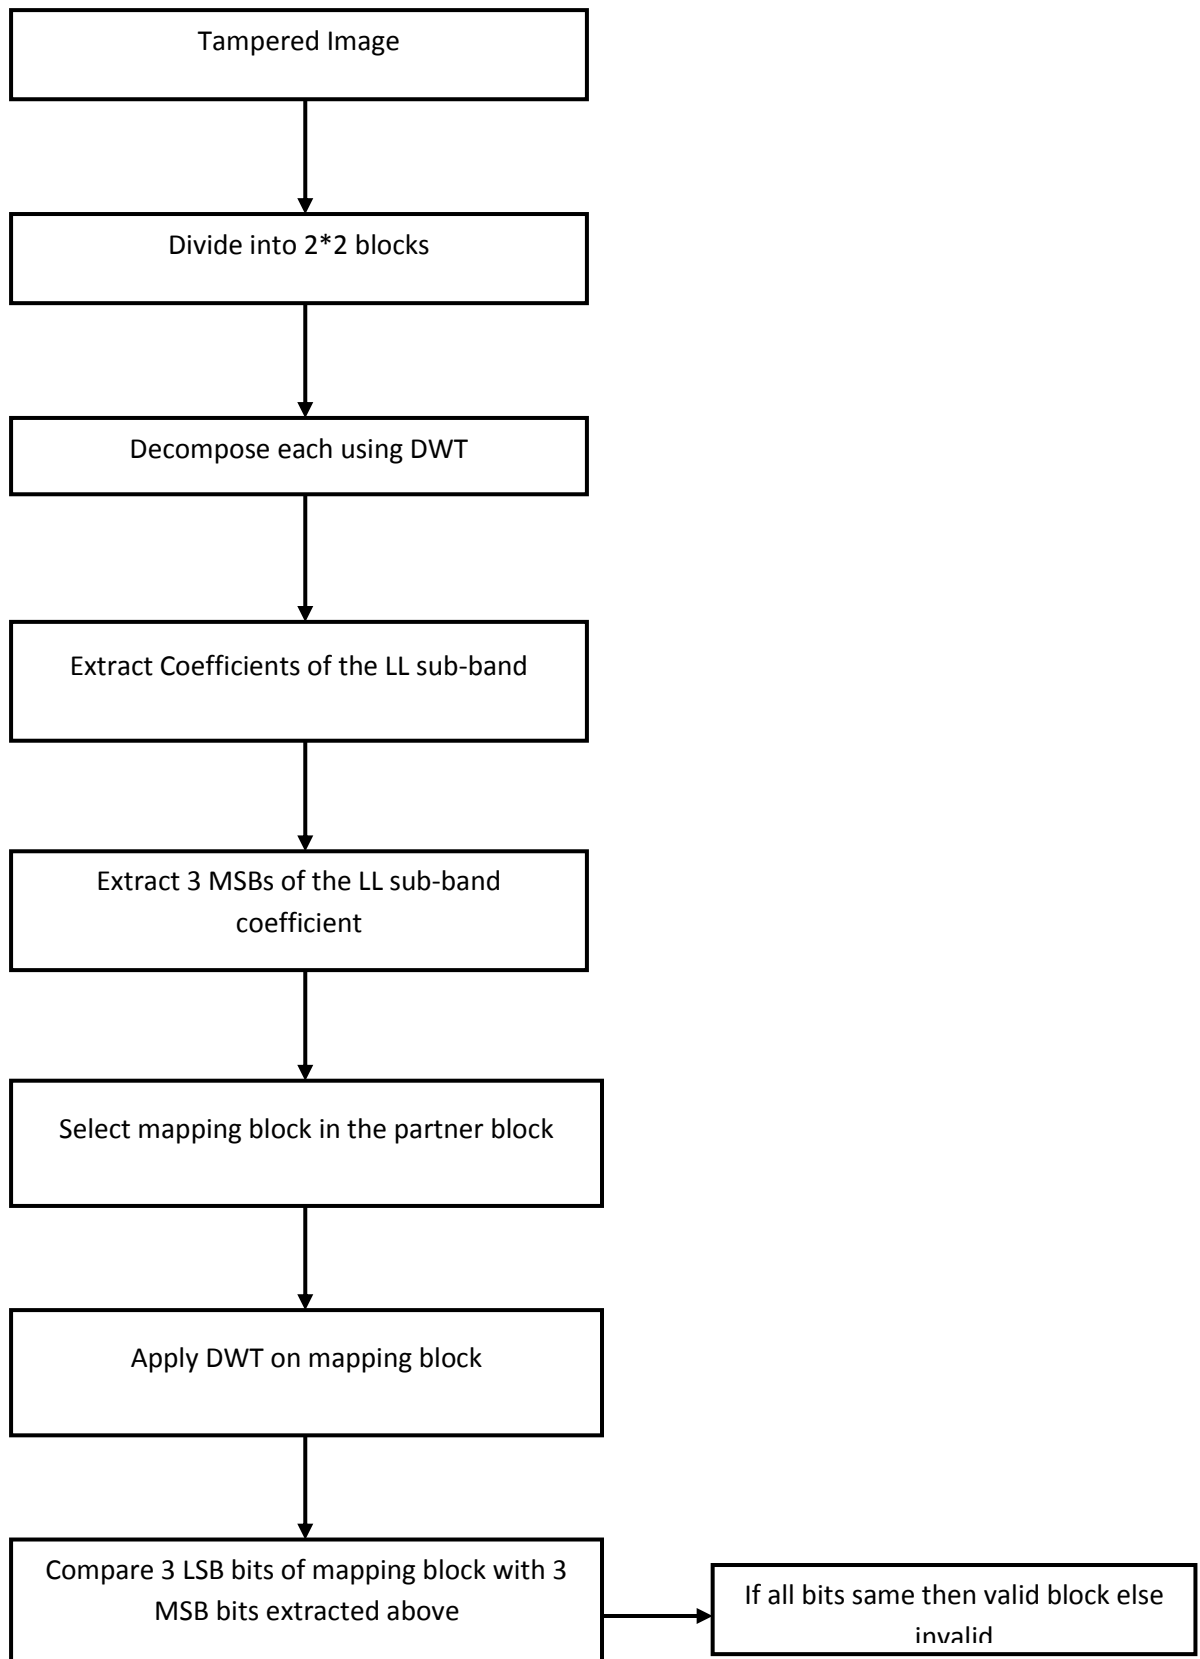 Tampered Image
Divide into 2*2 blocks
Decompose each using DWT
Extract Coefficients of the LL sub-band
Extract 3 MSBs of the LL sub-band
coefficient
Select mapping block in the partner block
Apply DWT on mapping block
Compare 3 LSB bits of mapping block with 3
MSB bits extracted above
If all bits same then valid block else
invalid